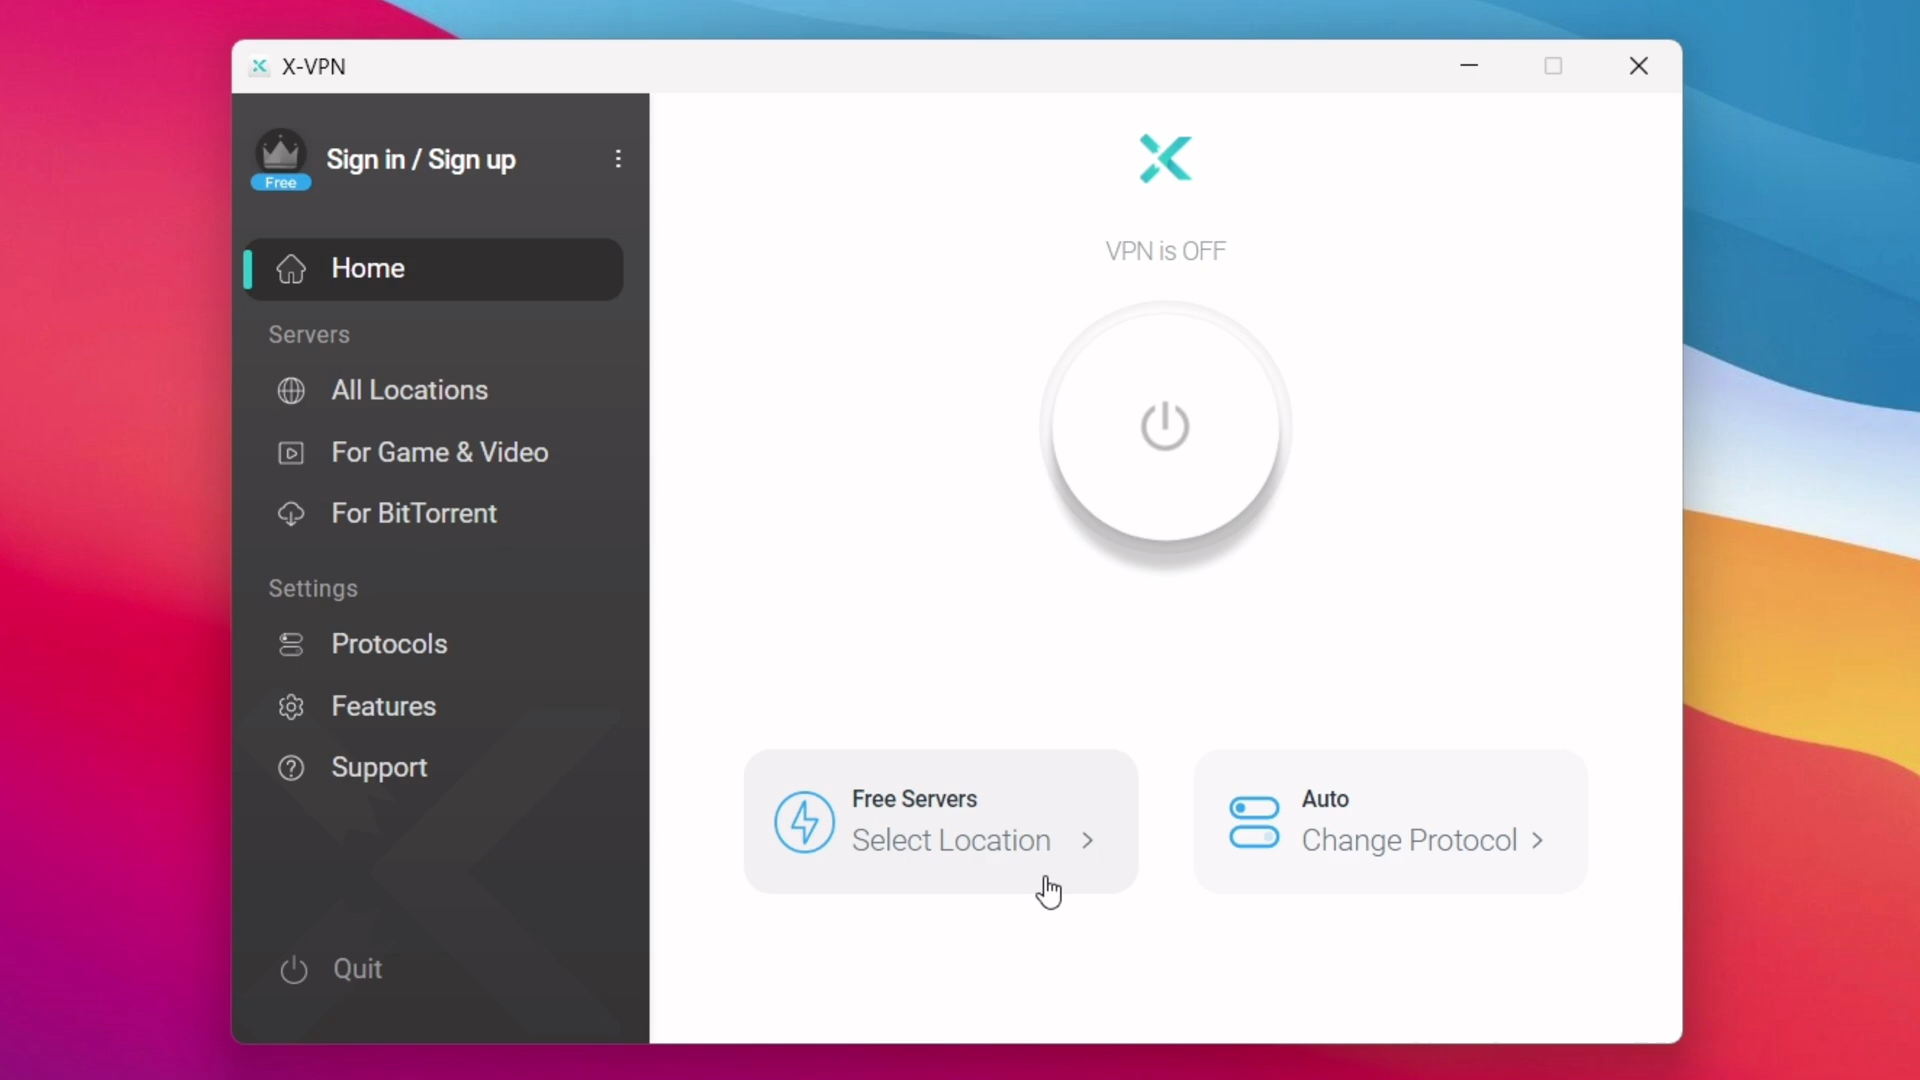 X-VPN
Free
Sign in / Sign up
Home
Servers
All Locations
For Game & Video
For BitTorrent
Settings
Protocols
Features
Support
Quit
VPN is OFF
Free Servers
Select Location
Auto
Change Protocol